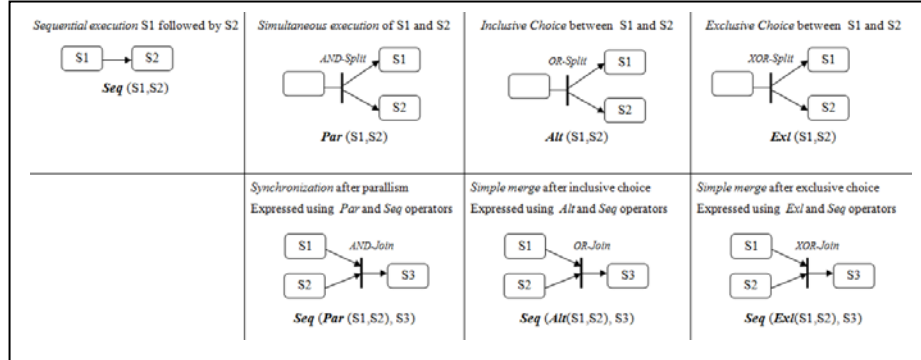 Sequential execution S1 followed by S2
S1
S2
Seq (S1,S2)
Simultaneous execution of S1 and S2
AND-Split
S1
S2
Par (S1,S2)
Inclusive Choice between S1 and S2
OR-Split
S1
S2
Alt (S1,S2)
Exclusive Choice between S1 and S2
XOR-Split
S1
S2
Exl (S1,S2)
Synchronization after parallism
Expressed using Par and Seq operators
S1
AND-Join
S2
S3
Seq (Par (S1,S2), S3)
Simple merge after inclusive choice
Expressed using Alt and Seq operators
S1
OR-Join
S2
S3
Seq (Alt(S1,S2), S3)
Simple merge after exclusive choice
Expressed using Exl and Seq operators
S1
XOR-Join
S2
S3
Seq (Exl(S1,S2), S3)